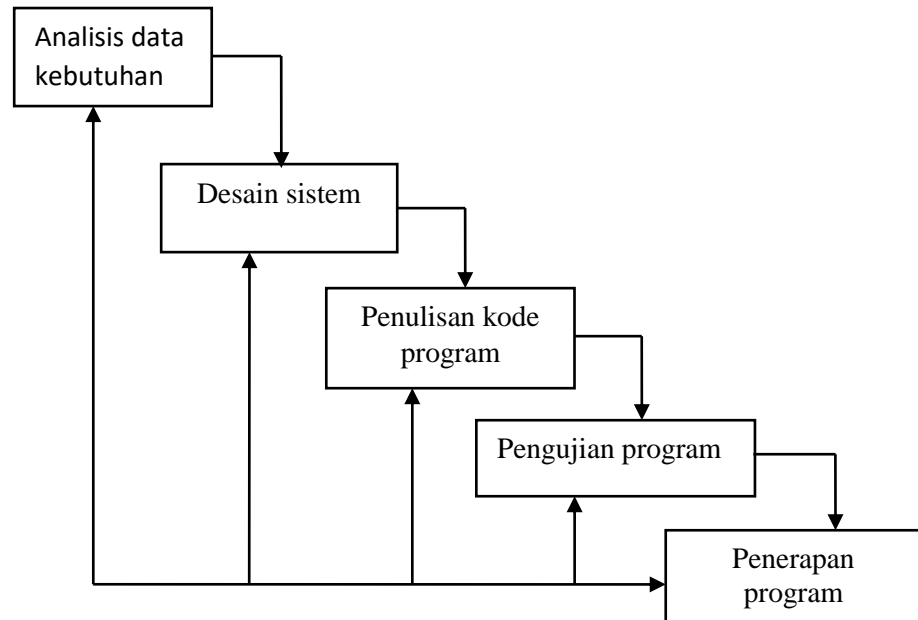 Analisis data
kebutuhan
Desain sistem
Penulisan kode
program
Pengujian program
Penerapan
program